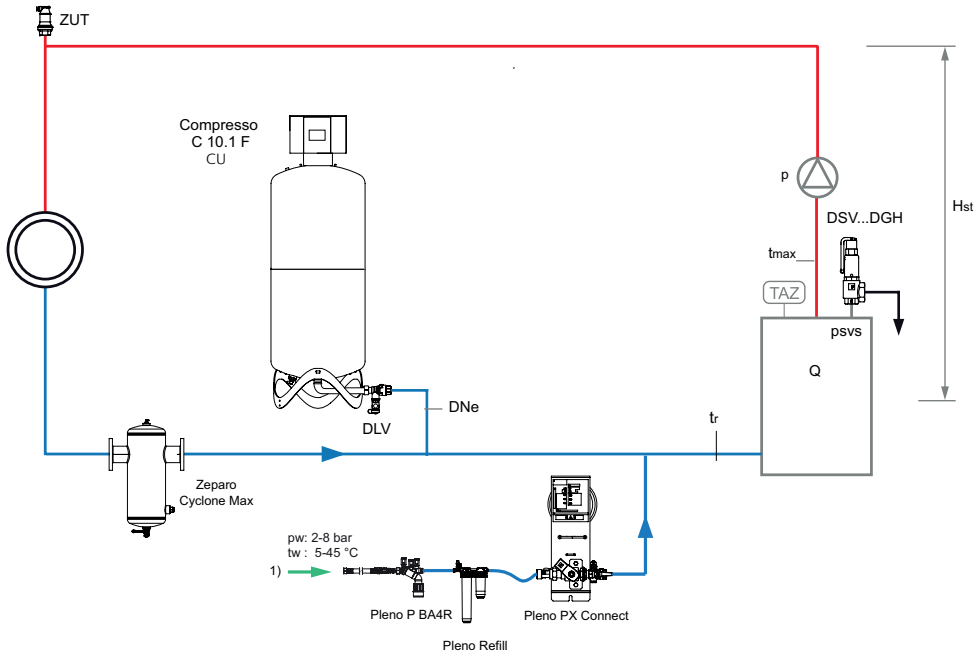 ZUT
Compresso
C 10.1 F
CU
p
Hst
DSV...DGH
tmax
TAZ
psvs
Q
DNe
DLV
tr
Zeparo
Cyclone Max
pw: 2-8 bar
tw : 5-45 °C
1)
Pleno P BA4R
Pleno PX Connect
Pleno Refill